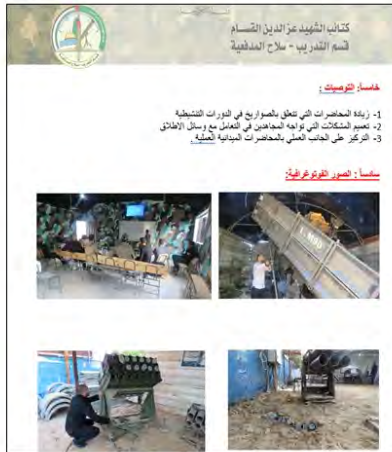 كتائب الشهيد عز الدين القسام
قسم التدريب - سلاح المدفعية
خامساً: التوصيات :
1- زيادة المحاضرات التي تتعلق بالصواريخ في الدورات التنشيطية
2- تعميم المشكلات التي تواجه المجاهدين في التعامل مع وسائل الاطلاق
3- التركيز على الجانب العملي بالمحاضرات الميدانية العملية .
سادساً : الصور الفوتوغرافية: